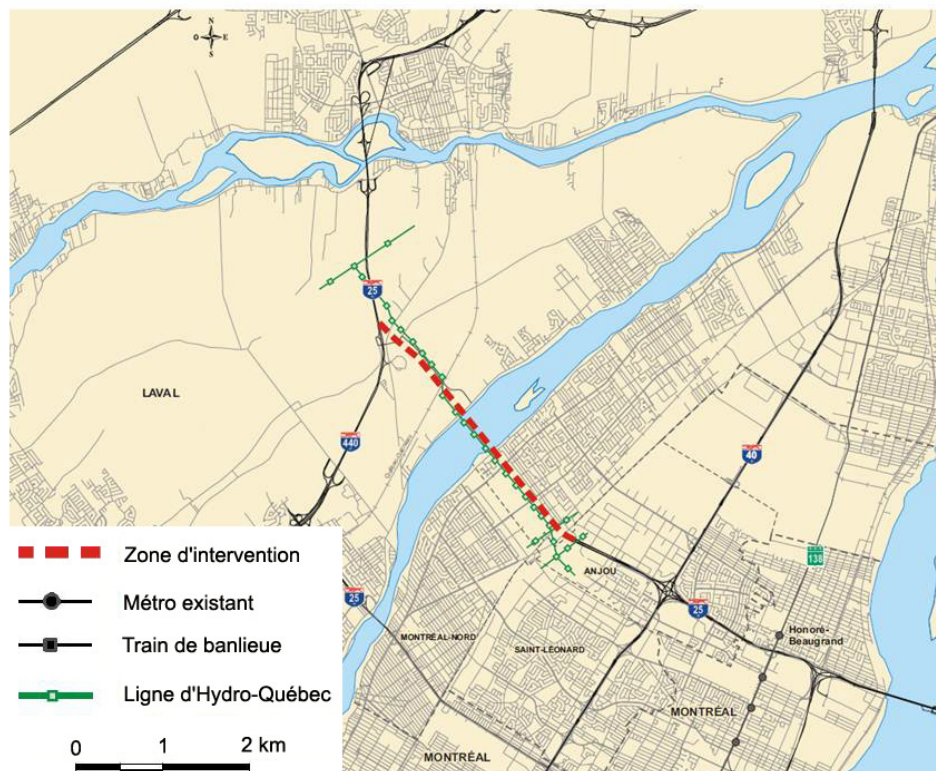 N
O E
S
25
LAVAL
440
40
138
ANJOU
25
25
MONTRÉAL-NORD
SAINT-LÉONARD
Honoré-
Beaugrand
MONTRÉAL
MONTRÉAL
Zone d'intervention
Métro existant
Train de banlieue
Ligne d'Hydro-Québec
0 1 2 km